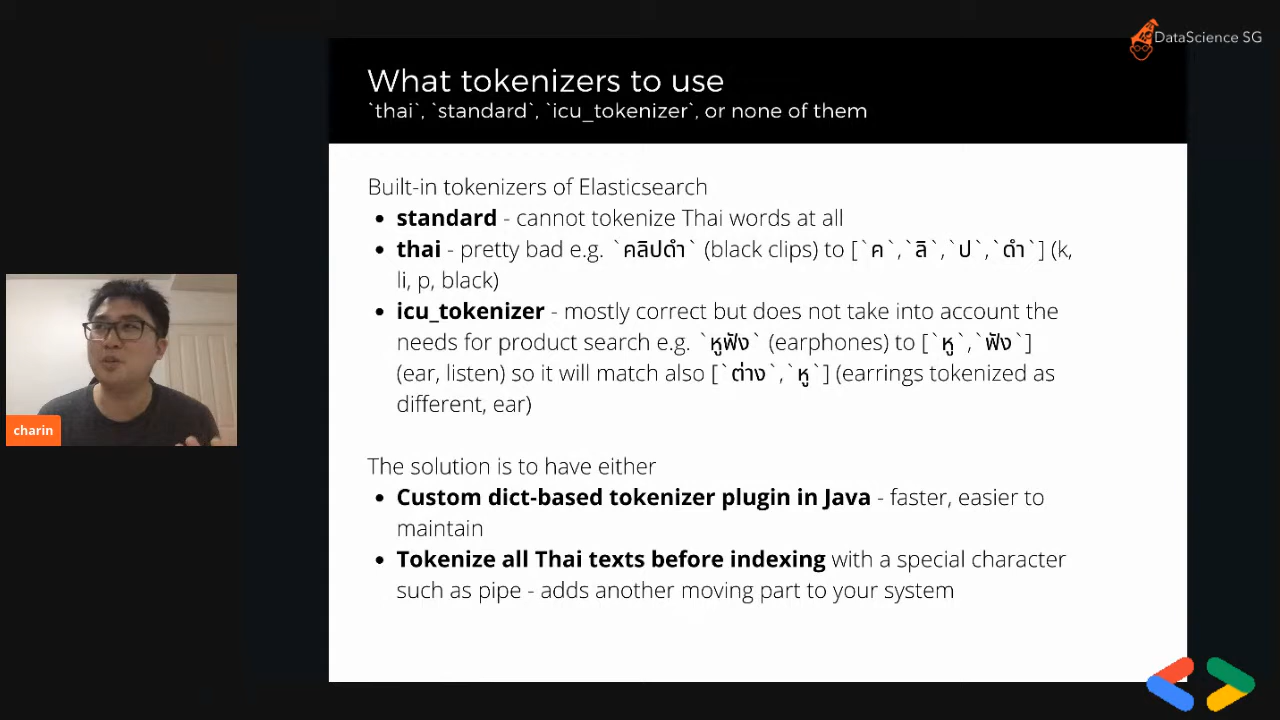 DataScience SG
What tokenizers to use
`thai`, `standard`, `icu_tokenizer`, or none of them
Built-in tokenizers of Elasticsearch
• standard - cannot tokenize Thai words at all
• thai - pretty bad e.g. `คลิปดำ` (black clips) to [`ค`,`ลิ`,`ป`,`ดำ`] (k,
li, p, black)
• icu_tokenizer - mostly correct but does not take into account the
needs for product search e.g. `หูฟัง` (earphones) to [`หู`,`ฟัง`]
(ear, listen) so it will match also [`ต่าง`,`หู`] (earrings tokenized as
different, ear)
The solution is to have either
• Custom dict-based tokenizer plugin in Java - faster, easier to
maintain
• Tokenize all Thai texts before indexing with a special character
such as pipe - adds another moving part to your system
charin